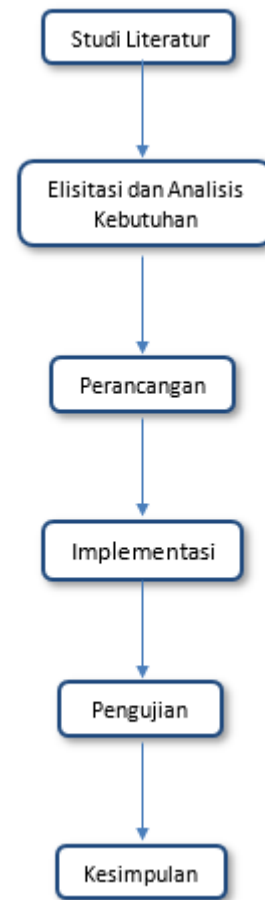 Studi Literatur
Elisitasi dan Analisis
Kebutuhan
Perancangan
Implementasi
Pengujian
Kesimpulan